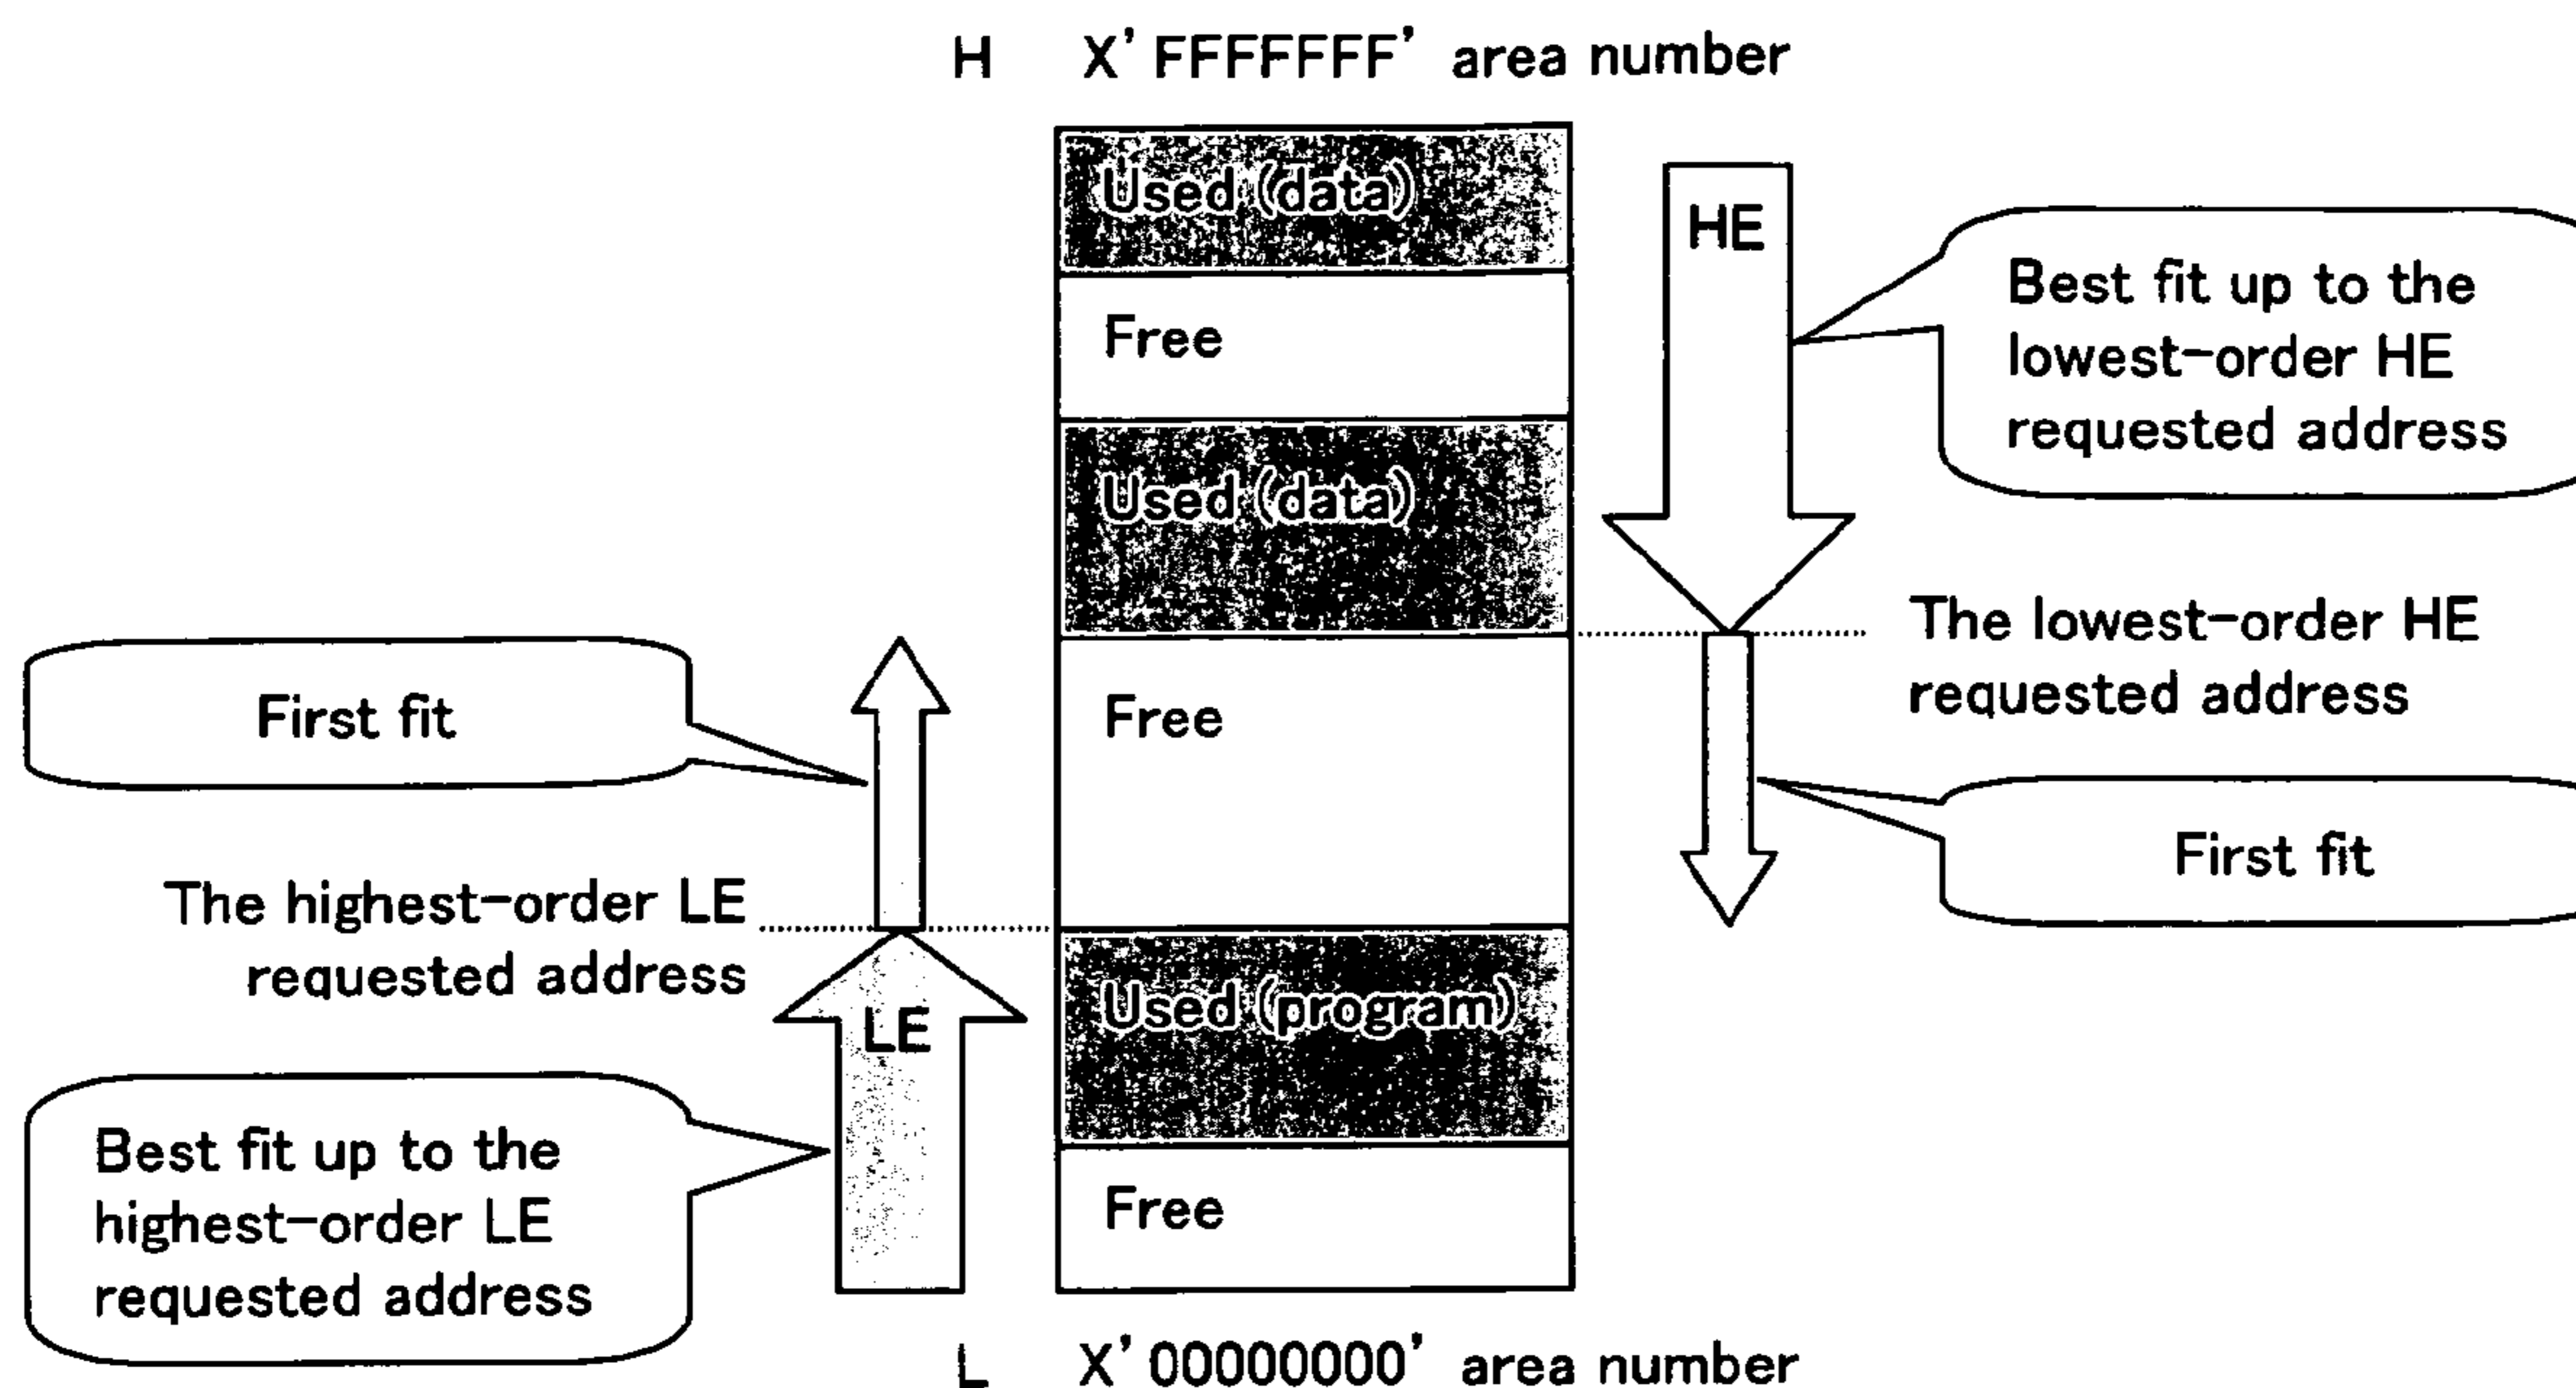 H X'FFFFFFF' area number
Used (data)
HE
Best fit up to the
lowest-order HE
requested address
Free
Used (data)
The lowest-order HE
requested address
First fit
Free
First fit
The highest-order LE
requested address
Used (program)
LE
Best fit up to the
highest-order LE
requested address
Free
L X'00000000' area number